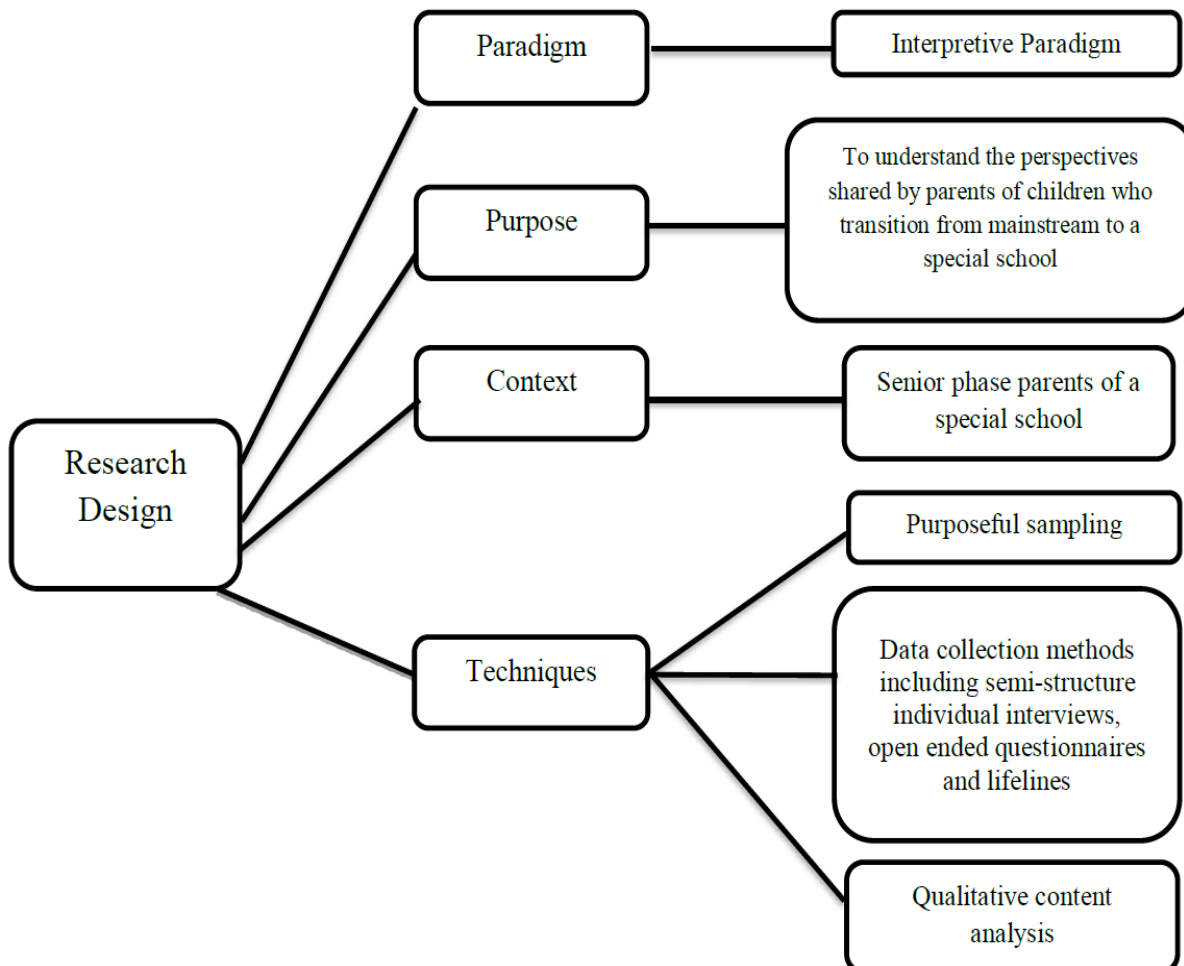 Paradigm
Interpretive Paradigm
To understand the perspectives
shared by parents of children who
transition from mainstream to a
special school
Purpose
Context
Senior phase parents of a
special school
Research
Design
Purposeful sampling
Techniques
Data collection methods
including semi-structure
individual interviews,
open ended questionnaires
and lifelines
Qualitative content
analysis